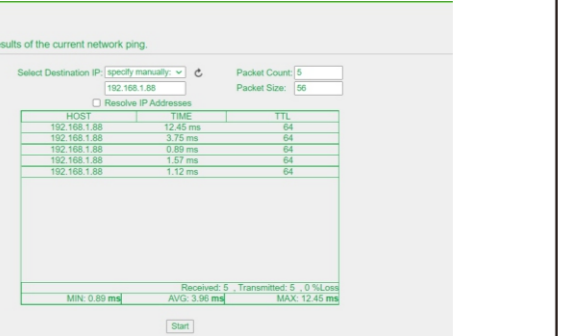 sults of the current network ping.
Select Destination IP: specify manually: Packet Count: 5
192.168.1.88 Packet Size: 56
Resolve IP Addresses
HOST TIME TTL
192.168.1.88 12.45 ms 64
192.168.1.88 3.75 ms 64
192.168.1.88 0.89 ms 64
192.168.1.88 1.57 ms 64
192.168.1.88 1.12 ms 64
Received: 5 , Transmitted: 5 , 0 %Loss
MIN: 0.89 ms AVG: 3.96 ms MAX: 12.45 ms
Start